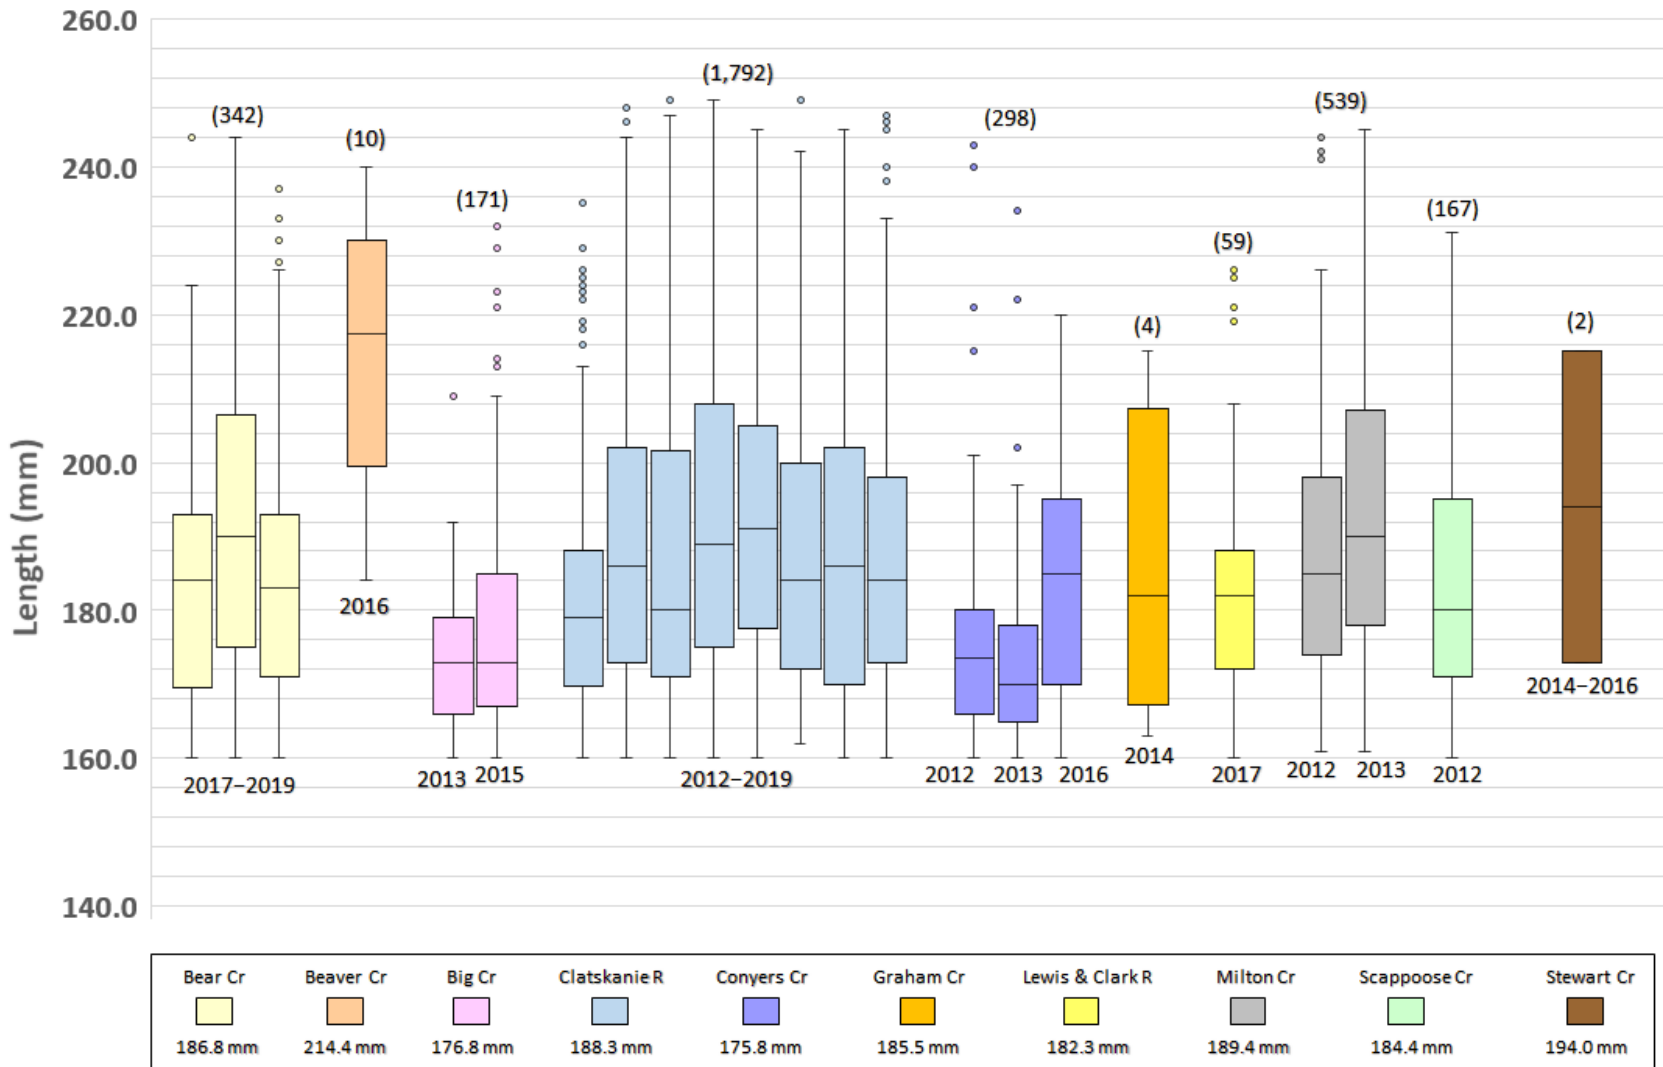 260.0
240.0
220.0
200.0
180.0
160.0
140.0
Length (mm)
(342)
(10)
(171)
(1,792)
(298)
(4)
(59)
(539)
(167)
(2)
2017–2019
2016
2013
2015
2012–2019
2012
2013
2016
2014
2017
2012
2013
2012
2014–2016
Bear Cr
Beaver Cr
Big Cr
Clatskanie R
Conyers Cr
Graham Cr
Lewis & Clark R
Milton Cr
Scappoose Cr
Stewart Cr
186.8 mm
214.4 mm
176.8 mm
188.3 mm
175.8 mm
185.5 mm
182.3 mm
189.4 mm
184.4 mm
194.0 mm